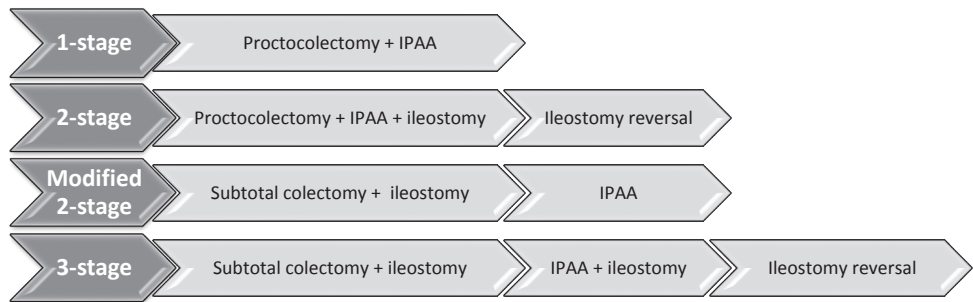 1-stage
Proctocolectomy + IPAA
2-stage
Proctocolectomy + IPAA + ileostomy
Ileostomy reversal
Modified
2-stage
Subtotal colectomy + ileostomy
IPAA
3-stage
Subtotal colectomy + ileostomy
IPAA + ileostomy
Ileostomy reversal